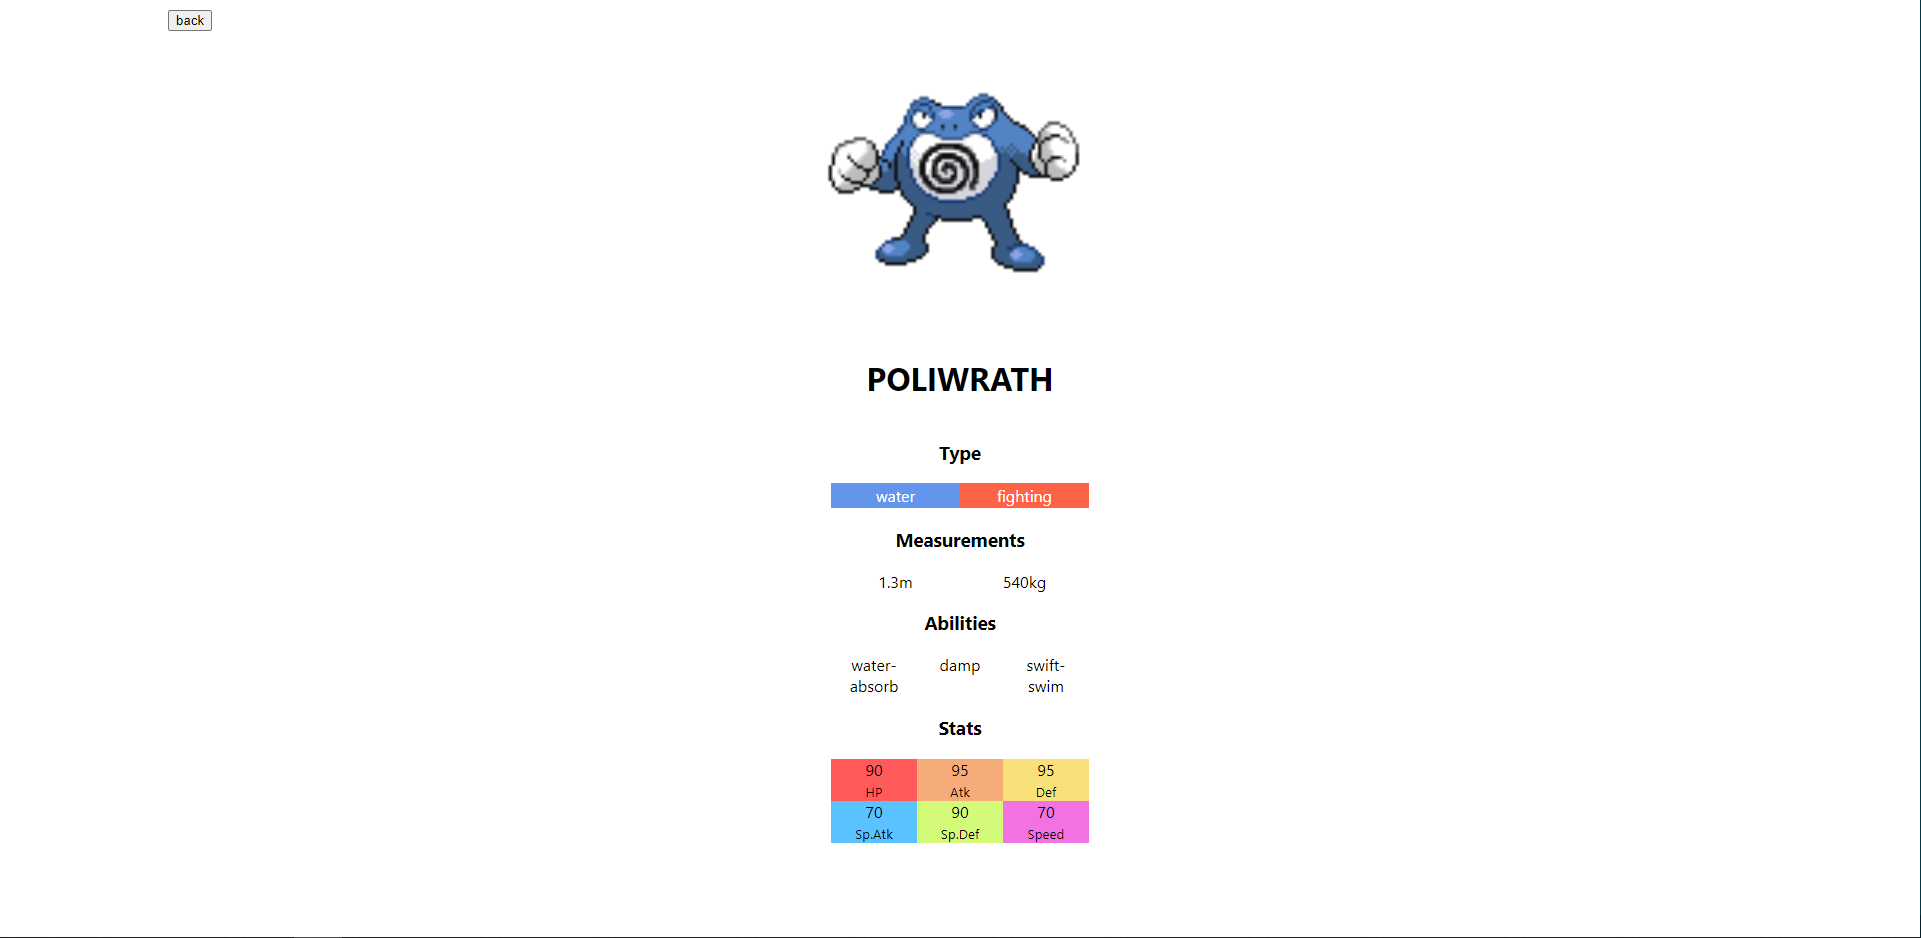 back
POLIWRATH
Type
water fighting
Measurements
1.3m 540kg
Abilities
water- damp swift-
absorb swim
Stats
90 95 95
HP Atk Def
70 90 70
Sp.Atk Sp.Def Speed